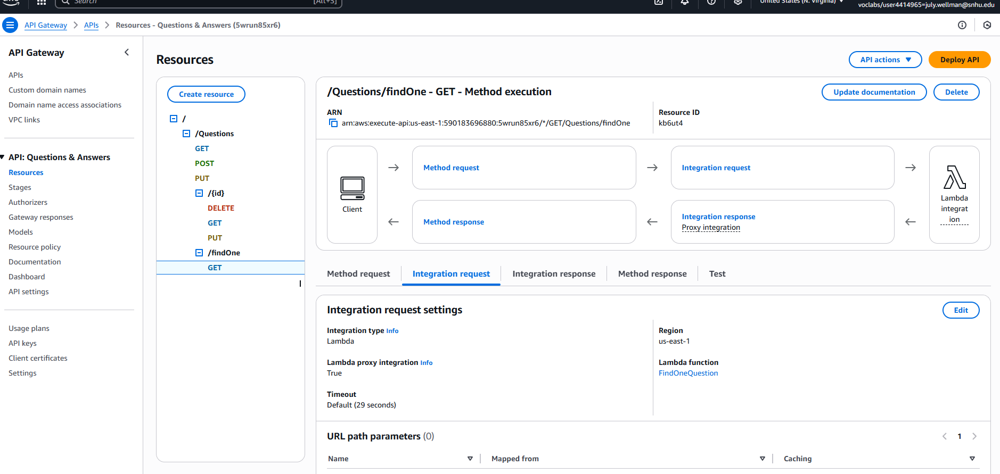 aws
Search
[Alt+S]
United States (N. Virginia)
voclabs/user4414965=july.wellman@snhu.edu
API Gateway
APIs
Resources - Questions & Answers (5wrun85xr6)
API Gateway
APIs
Custom domain names
Domain name access associations
VPC links
API: Questions & Answers
Resources
Stages
Authorizers
Gateway responses
Models
Resource policy
Documentation
Dashboard
API settings
Usage plans
API keys
Client certificates
Settings
Resources
API actions
Deploy API
Create resource
/
/Questions
GET
POST
PUT
/{id}
DELETE
GET
PUT
/findOne
GET
/Questions/findOne - GET - Method execution
Update documentation
Delete
ARN
arn:aws:execute-api:us-east-1:590183696880:5wrun85xr6/*/GET/Questions/findOne
Resource ID
kb6ut4
Client
Method request
Integration request
Method response
Integration response
Proxy integration
Lambda
integrat
ion
Method request
Integration request
Integration response
Method response
Test
Integration request settings
Edit
Integration type Info
Lambda
Region
us-east-1
Lambda proxy integration Info
True
Lambda function
FindOneQuestion
Timeout
Default (29 seconds)
URL path parameters (0)
1
Name
Mapped from
Caching